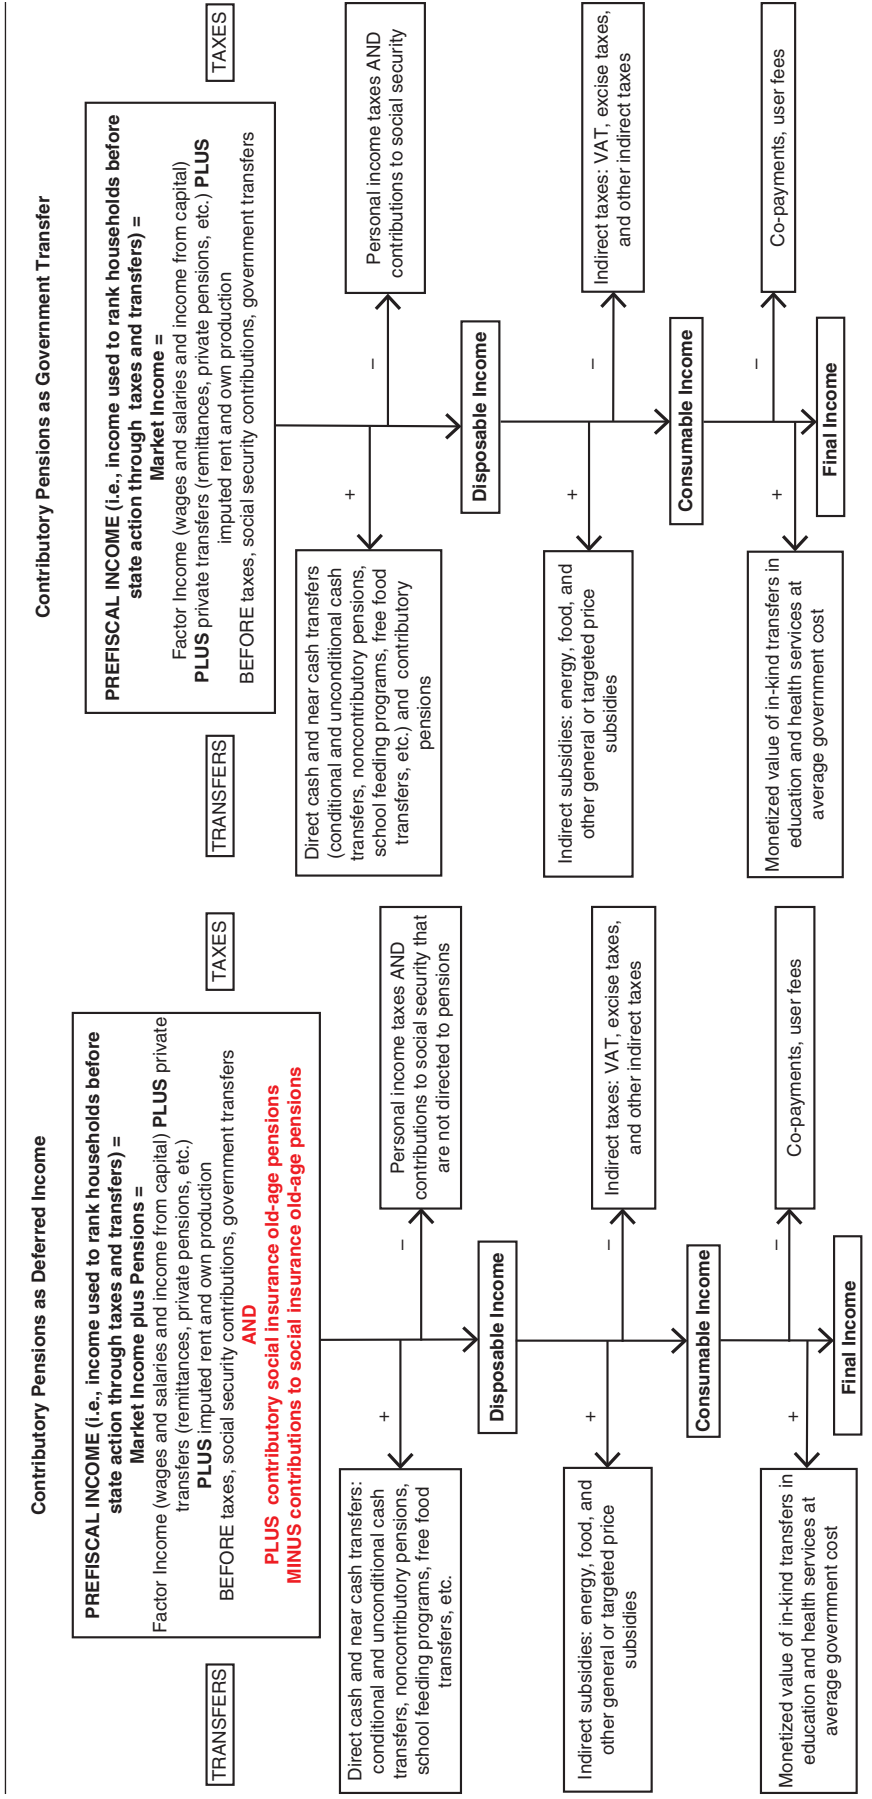 Contributory Pensions as Deferred Income
PREFISCAL INCOME (i.e., income used to rank households before
state action through taxes and transfers) =
Market Income plus Pensions =
Factor Income (wages and salaries and income from capital) PLUS private
transfers (remittances, private pensions, etc.)
PLUS imputed rent and own production
BEFORE taxes, social security contributions, government transfers
AND
PLUS contributory social insurance old-age pensions
MINUS contributions to social insurance old-age pensions
TRANSFERS
TAXES
Direct cash and near cash transfers:
conditional and unconditional cash
transfers, noncontributory pensions,
school feeding programs, free food
transfers, etc.
+
–
Personal income taxes AND
contributions to social security that
are not directed to pensions
Disposable Income
Indirect subsidies: energy, food, and
other general or targeted price
subsidies
+
–
Indirect taxes: VAT, excise taxes,
and other indirect taxes
Consumable Income
Monetized value of in-kind transfers in
education and health services at
average government cost
+
–
Co-payments, user fees
Final Income
Contributory Pensions as Government Transfer
PREFISCAL INCOME (i.e., income used to rank households before
state action through taxes and transfers) =
Market Income =
Factor Income (wages and salaries and income from capital)
PLUS private transfers (remittances, private pensions, etc.) PLUS
imputed rent and own production
BEFORE taxes, social security contributions, government transfers
TRANSFERS
TAXES
Direct cash and near cash transfers
(conditional and unconditional cash
transfers, noncontributory pensions,
school feeding programs, free food
transfers, etc.) and contributory
pensions
+
–
Personal income taxes AND
contributions to social security
Disposable Income
Indirect subsidies: energy, food, and
other general or targeted price
subsidies
+
–
Indirect taxes: VAT, excise taxes,
and other indirect taxes
Consumable Income
Monetized value of in-kind transfers in
education and health services at
average government cost
+
–
Co-payments, user fees
Final Income